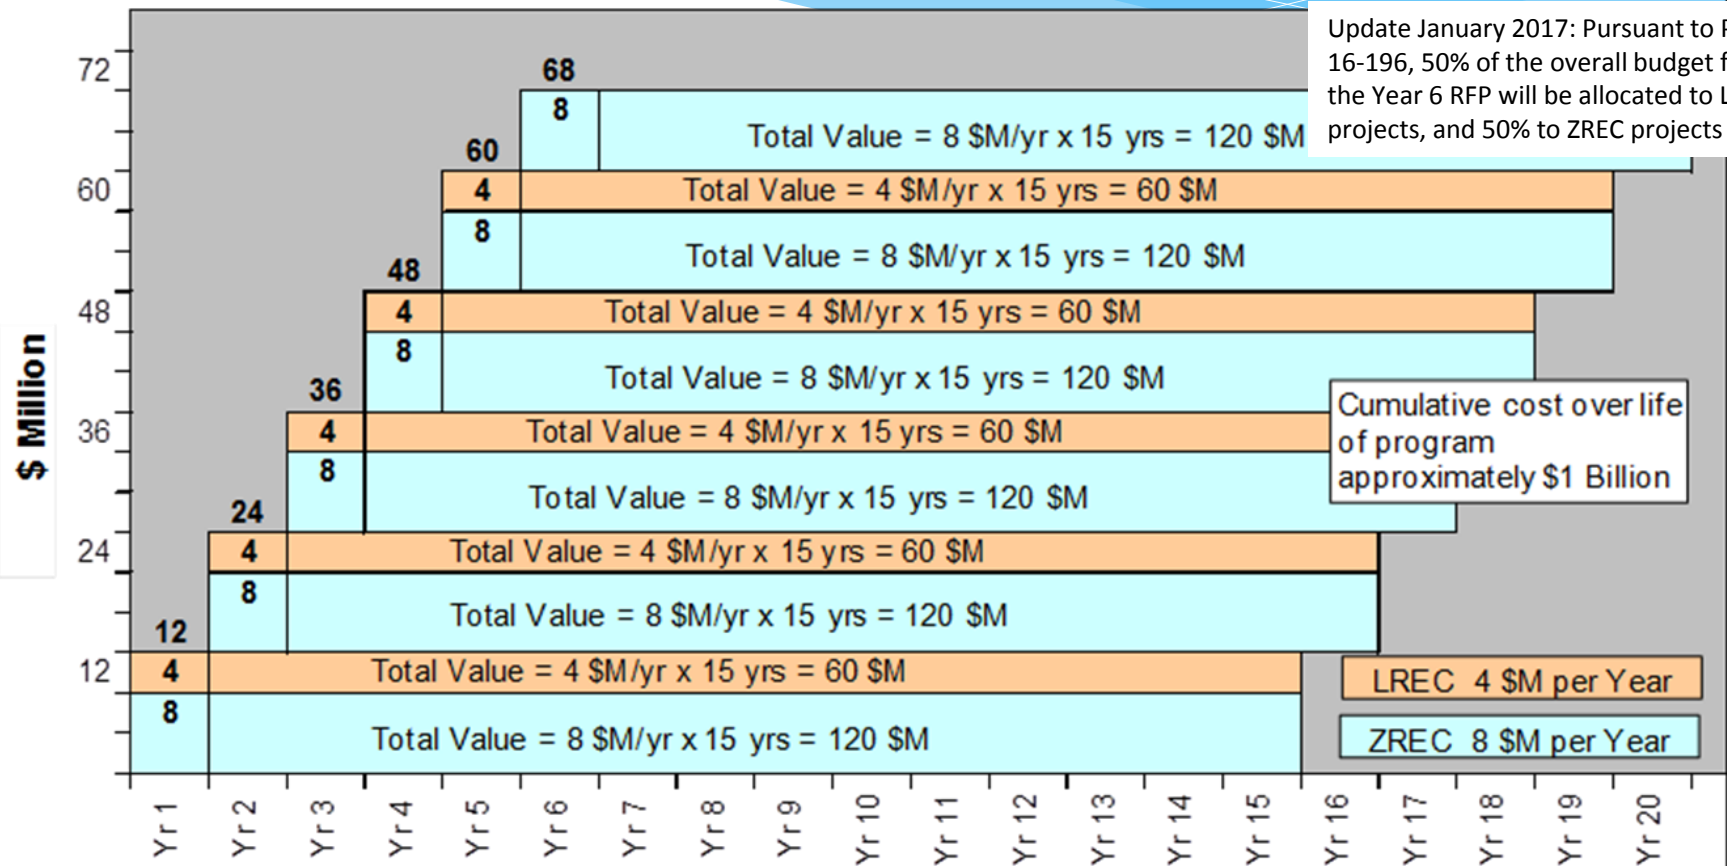 Update January 2017: Pursuant to
16-196, 50% of the overall budget
the Year 6 RFP will be allocated to
projects, and 50% to ZREC projects
72
68
8
Total Value = 8 $M/yr x 15 yrs = 120 $M
60
60
4
Total Value = 4 $M/yr x 15 yrs = 60 $M
8
Total Value = 8 $M/yr x 15 yrs = 120 $M
48
48
4
Total Value = 4 $M/yr x 15 yrs = 60 $M
8
Total Value = 8 $M/yr x 15 yrs = 120 $M
$ Million
36
36
4
Total Value = 4 $M/yr x 15 yrs = 60 $M
8
Total Value = 8 $M/yr x 15 yrs = 120 $M
Cumulative cost over life
of program
approximately $1 Billion
24
24
4
Total Value = 4 $M/yr x 15 yrs = 60 $M
8
Total Value = 8 $M/yr x 15 yrs = 120 $M
12
12
4
Total Value = 4 $M/yr x 15 yrs = 60 $M
8
Total Value = 8 $M/yr x 15 yrs = 120 $M
LREC 4 $M per Year
ZREC 8 $M per Year
Yr 1
Yr 2
Yr 3
Yr 4
Yr 5
Yr 6
Yr 7
Yr 8
Yr 9
Yr 10
Yr 11
Yr 12
Yr 13
Yr 14
Yr 15
Yr 16
Yr 17
Yr 18
Yr 19
Yr 20